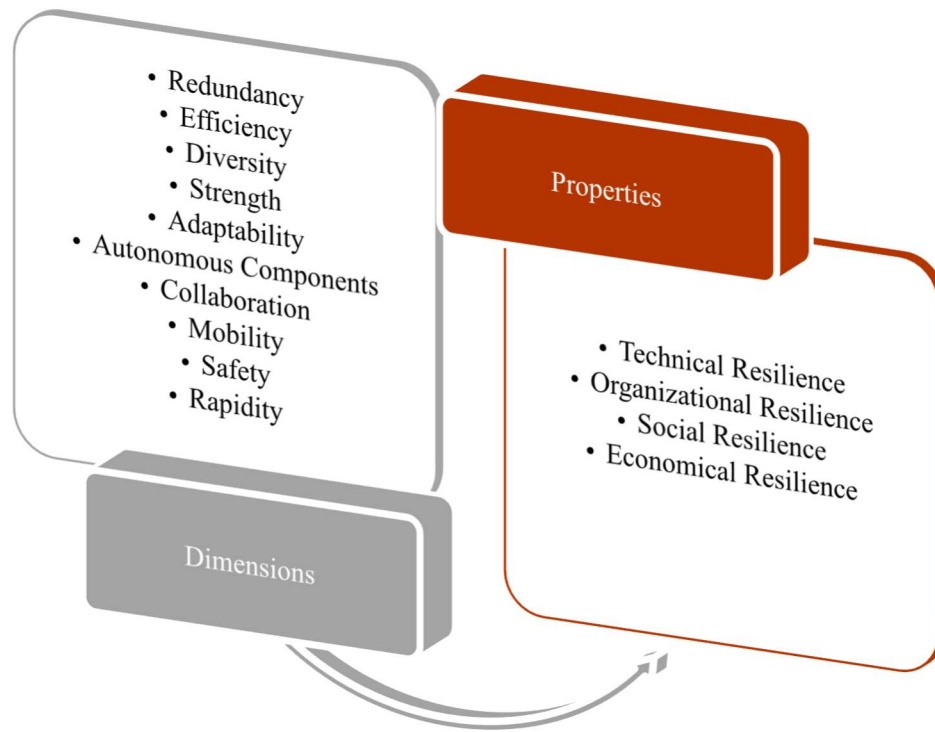 • Redundancy
• Efficiency
• Diversity
• Strength
• Adaptability
• Autonomous Components
• Collaboration
• Mobility
• Safety
• Rapidity
Dimensions
Properties
• Technical Resilience
• Organizational Resilience
• Social Resilience
• Economical Resilience